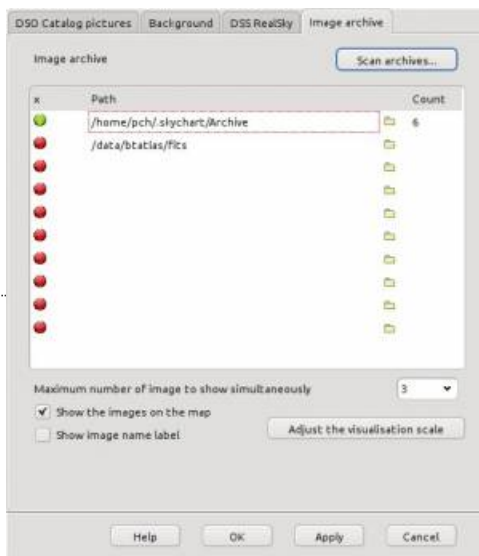 DSO Catalog pictures Background DSS RealSky Image archive
Image archive Scan archives...
x Path Count
/home/pch/.skychart/Archive 6
/data/btatlas/fits
Maximum number of image to show simultaneously 3
Show the images on the map
Show image name label Adjust the visualisation scale
Help OK Apply Cancel